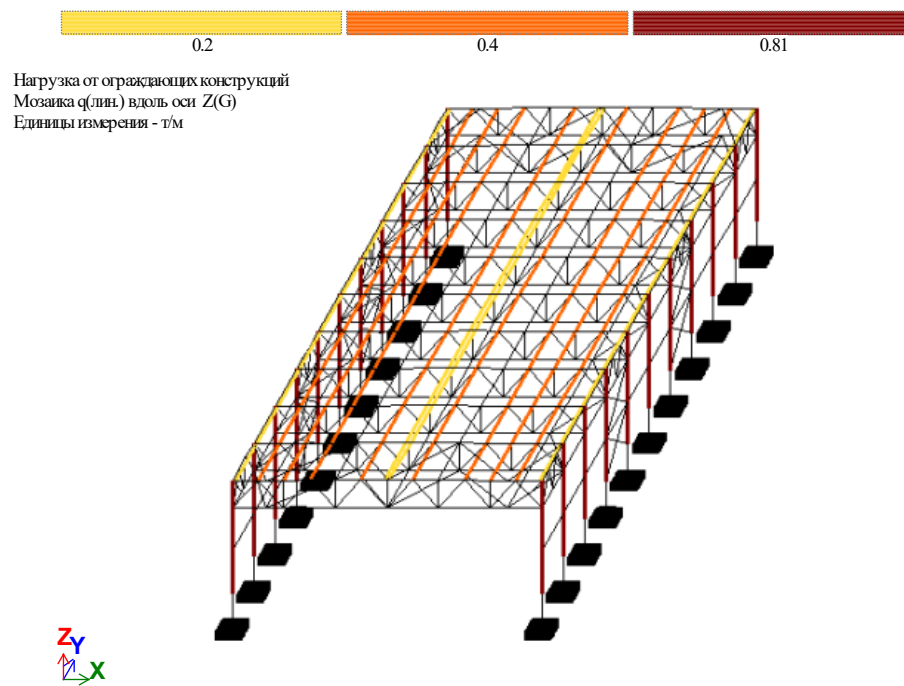 0.2 0.4 0.81
Нагрузка от ограждающих конструкций
Мозаика q(лин.) вдоль оси Z(G)
Единицы измерения - т/м
Z
Y
X